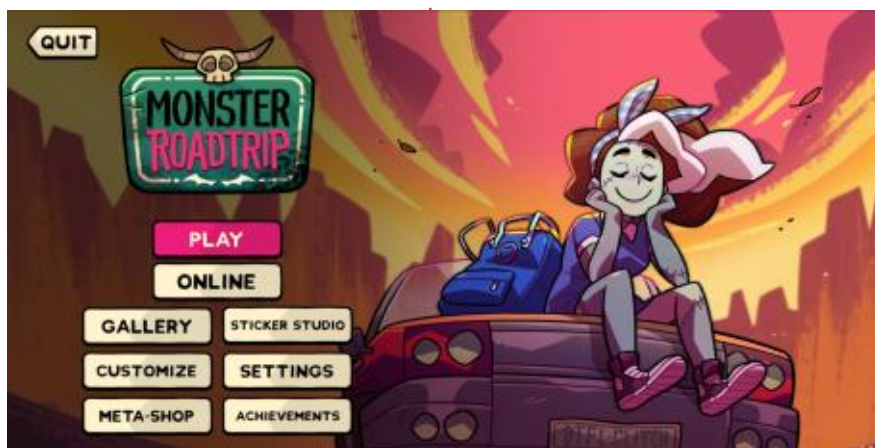 QUIT
MONSTER
ROADTRIP
PLAY
ONLINE
GALLERY
STICKER STUDIO
CUSTOMIZE
SETTINGS
META-SHOP
ACHIEVEMENTS